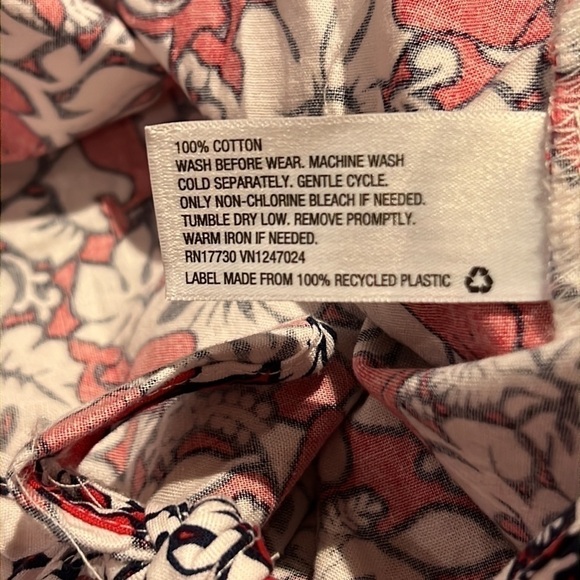 100% COTTON
WASH BEFORE WEAR. MACHINE WASH
COLD SEPARATELY. GENTLE CYCLE.
ONLY NON-CHLORINE BLEACH IF NEEDED.
TUMBLE DRY LOW. REMOVE PROMPTLY.
WARM IRON IF NEEDED.
RN17730 VN1247024
LABEL MADE FROM 100% RECYCLED PLASTIC